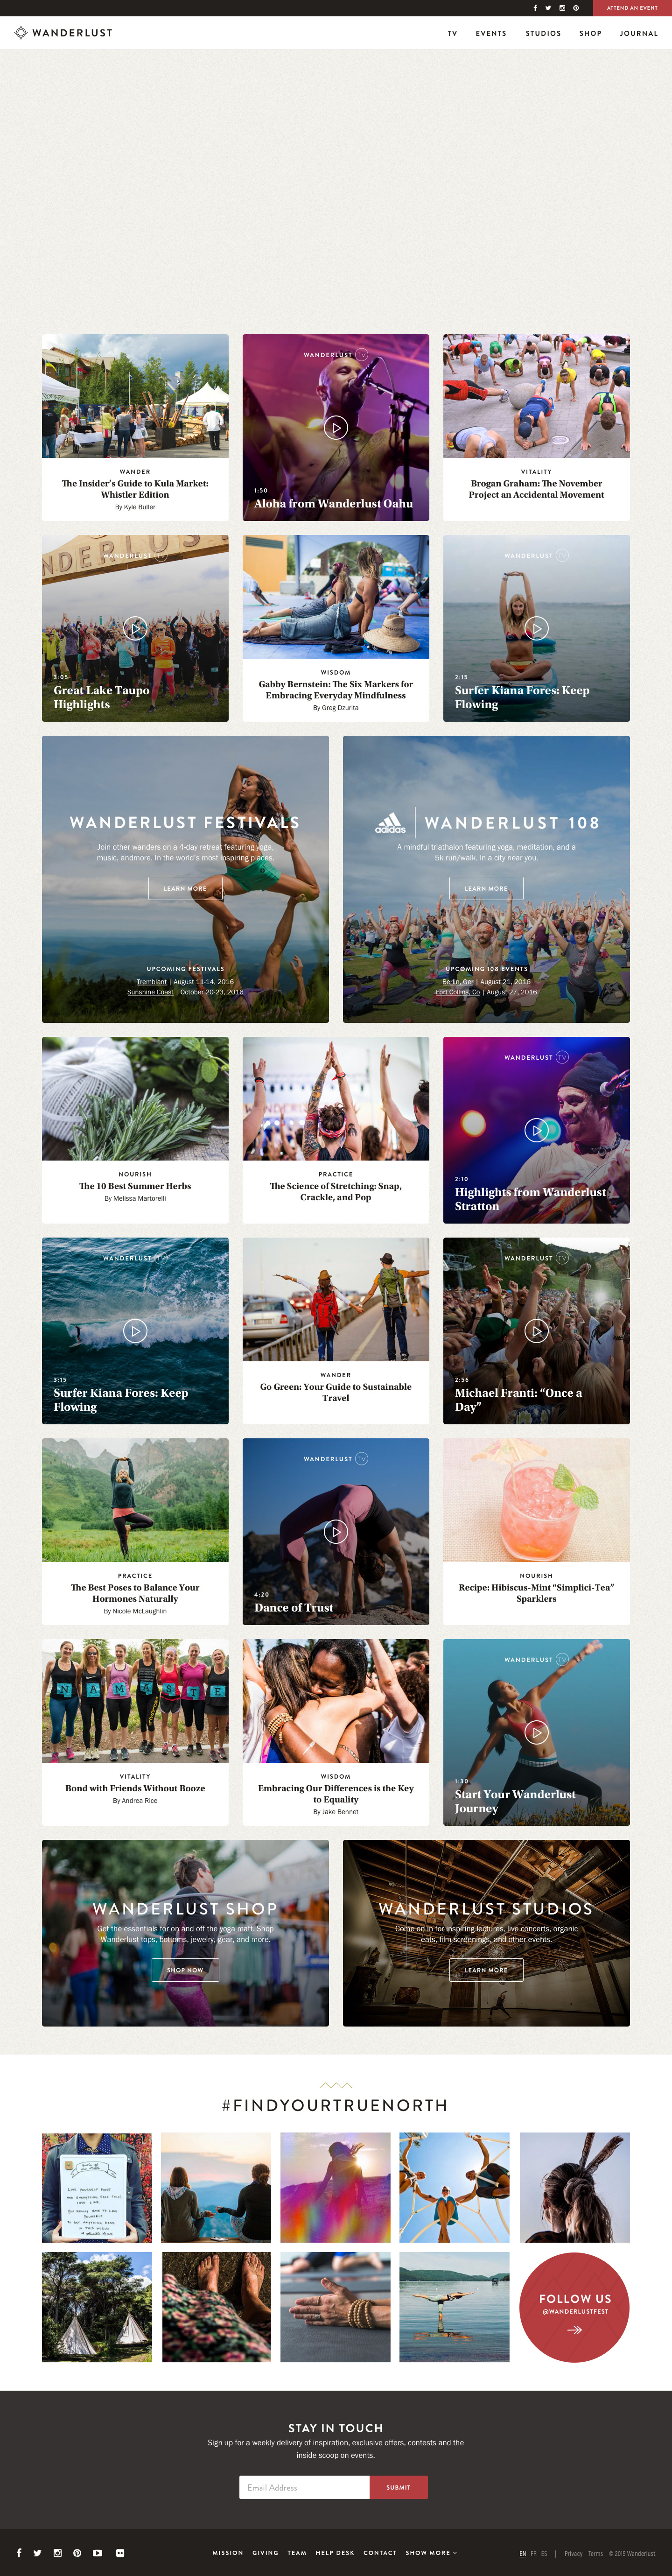 ATTEND AN EVENT
WANDERLUST
TV EVENTS STUDIOS SHOP JOURNAL
WANDER
The Insider's Guide to Kula Market:
Whistler Edition
By Kyle Buller
WANDERLUST TV
1:50
Aloha from Wanderlust Oahu
VITALITY
Brogan Graham: The November
Project an Accidental Movement
WANDERLUST TV
3:05
Great Lake Taupo
Highlights
WISDOM
Gabby Bernstein: The Six Markers for
Embracing Everyday Mindfulness
By Greg Dzurita
WANDERLUST TV
2:15
Surfer Kiana Fores: Keep
Flowing
WANDERLUST FESTIVALS
Join other wanders on a 4-day retreat featuring yoga,
music, andmore. In the world's most inspiring places.
LEARN MORE
UPCOMING FESTIVALS
Tremblant | August 11-14, 2016
Sunshine Coast | October 20-23, 2016
adidas WANDERLUST 108
A mindful triathlon featuring yoga, meditation, and a
5k run/walk. In a city near you.
LEARN MORE
UPCOMING 108 EVENTS
Berlin, Ger | August 21, 2016
Fort Collins, Co | August 27, 2016
NOURISH
The 10 Best Summer Herbs
By Melissa Martorelli
PRACTICE
The Science of Stretching: Snap,
Crackle, and Pop
WANDERLUST TV
2:10
Highlights from Wanderlust
Stratton
WANDERLUST TV
3:15
Surfer Kiana Fores: Keep
Flowing
WANDER
Go Green: Your Guide to Sustainable
Travel
WANDERLUST TV
2:56
Michael Franti: “Once a
Day”
PRACTICE
The Best Poses to Balance Your
Hormones Naturally
By Nicole McLaughlin
WANDERLUST TV
4:20
Dance of Trust
NOURISH
Recipe: Hibiscus-Mint “Simplici-Tea”
Sparklers
N A M A S T E
VITALITY
Bond with Friends Without Booze
By Andrea Rice
WISDOM
Embracing Our Differences is the Key
to Equality
By Jake Bennet
WANDERLUST TV
1:30
Start Your Wanderlust
Journey
WANDERLUST SHOP
Get the essentials for on and off the yoga matt. Shop
Wanderlust tops, bottoms, jewelry, gear, and more.
SHOP NOW
WANDERLUST STUDIOS
Come on in for inspiring lectures, live concerts, organic
eats, film screenings, and other events.
LEARN MORE
#FINDYOURTRUENORTH
FOLLOW US
@WANDERLUSTFEST
STAY IN TOUCH
Sign up for a weekly delivery of inspiration, exclusive offers, contests and the
inside scoop on events.
Email Address
SUBMIT
MISSION GIVING TEAM HELP DESK CONTACT SHOW MORE
EN FR ES | Privacy Terms © 2015 Wanderlust.